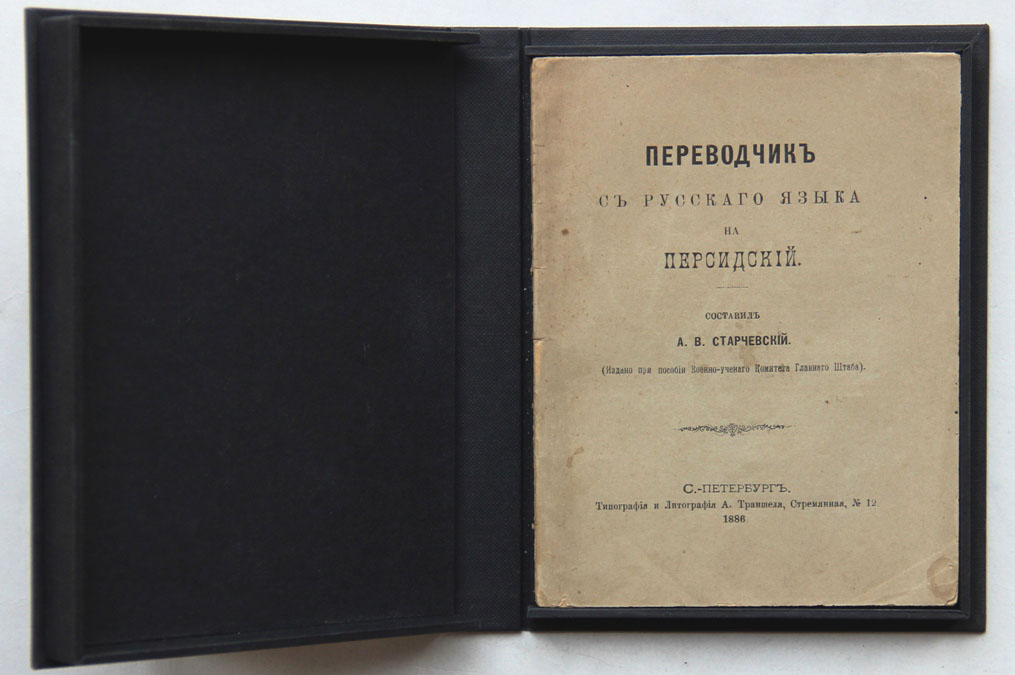 ПЕРЕВОДЧИКЪ
СЪ РУССКАГО ЯЗЫКА
НА
ПЕРСИДСКІЙ.
СОСТАВИЛЪ
А. В. СТАРЧЕВСКІЙ.
(Издано при пособіи Военно-ученаго Комитета Главнаго Штаба).
С.-ПЕТЕРБУРГЪ.
Типографія и Литографія А. Траншеля, Стремянная, № 12
1886